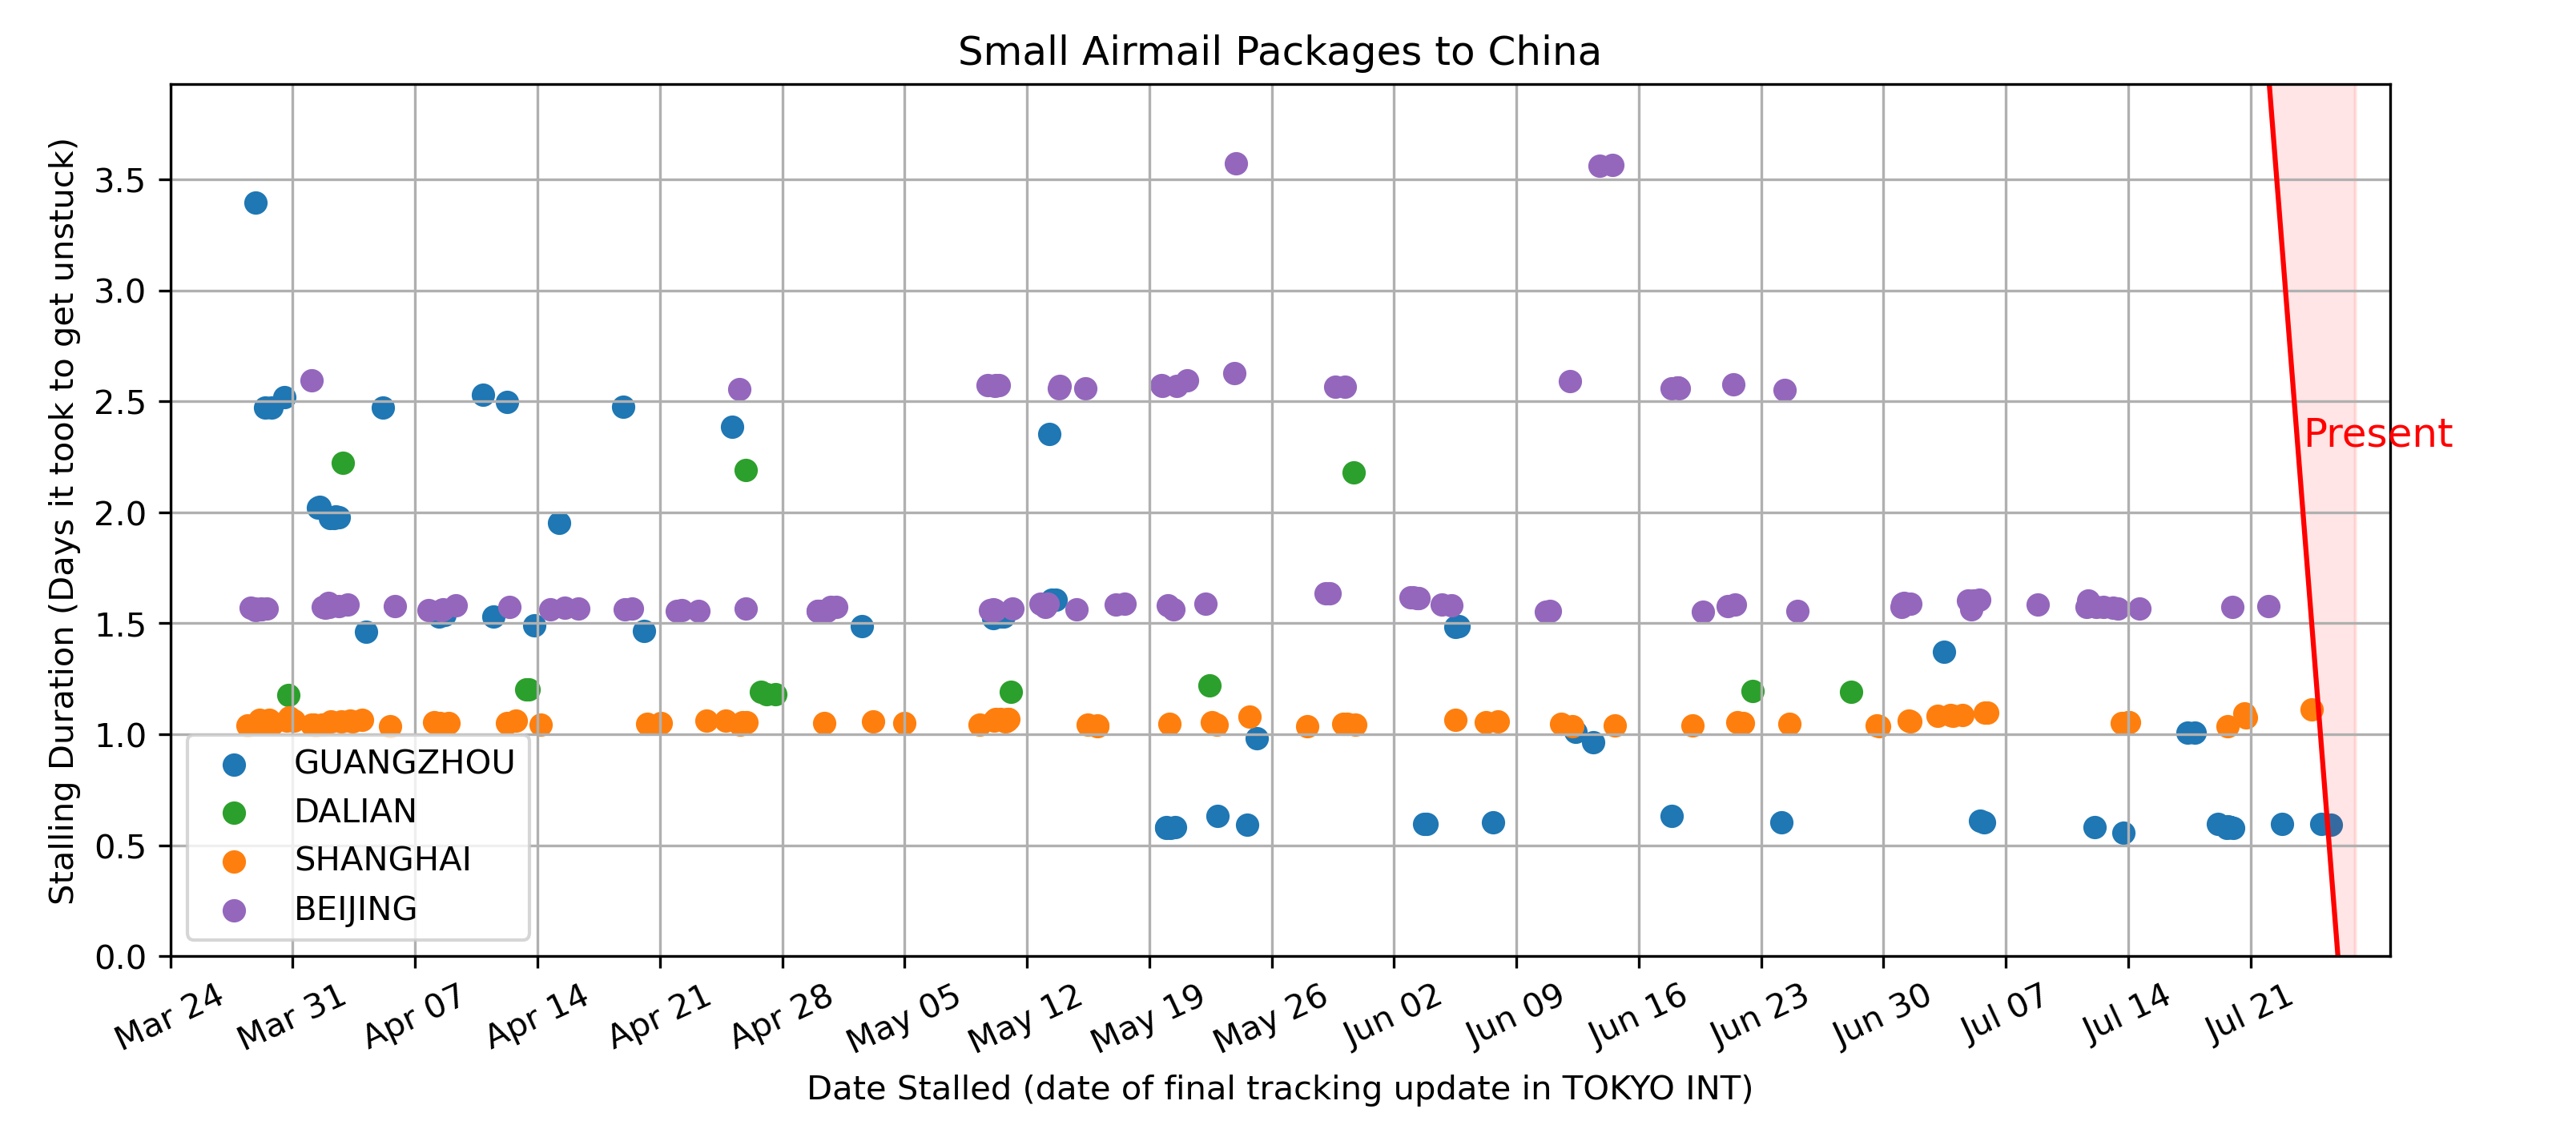 Small Airmail Packages to China
Stalling Duration (Days it took to get unstuck)
3.5
3.0
2.5
2.0
1.5
1.0
0.5
0.0
Present
GUANGZHOU
DALIAN
SHANGHAI
BEIJING
Mar 24
Mar 31
Apr 07
Apr 14
Apr 21
Apr 28
May 05
May 12
May 19
May 26
Jun 02
Jun 09
Jun 16
Jun 23
Jun 30
Jul 07
Jul 14
Jul 21
Date Stalled (date of final tracking update in TOKYO INT)